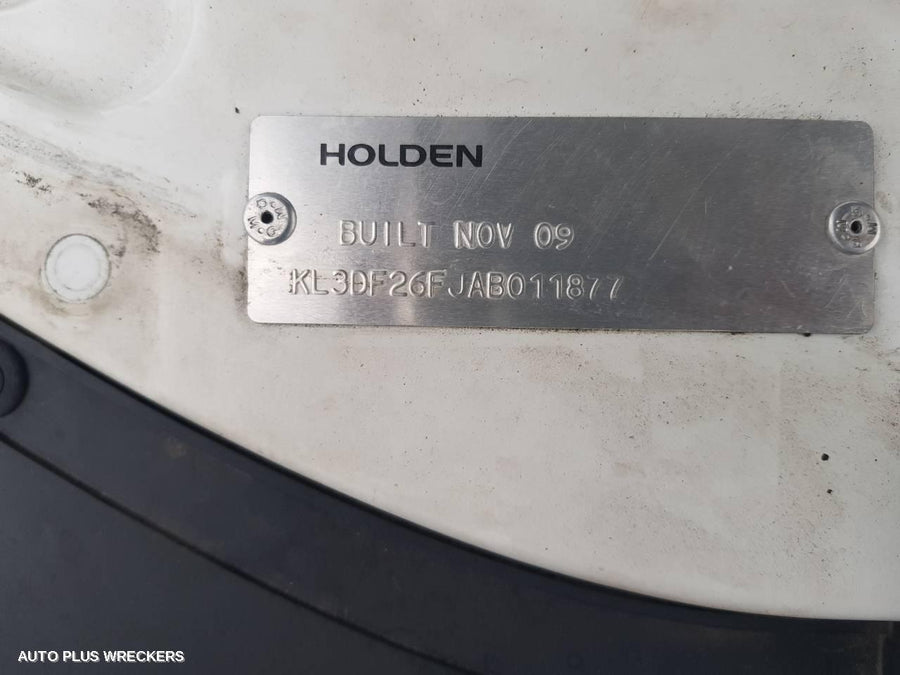 HOLDEN
BUILT NOV 09
KL3DF26FJAB011877
AUTO PLUS WRECKERS